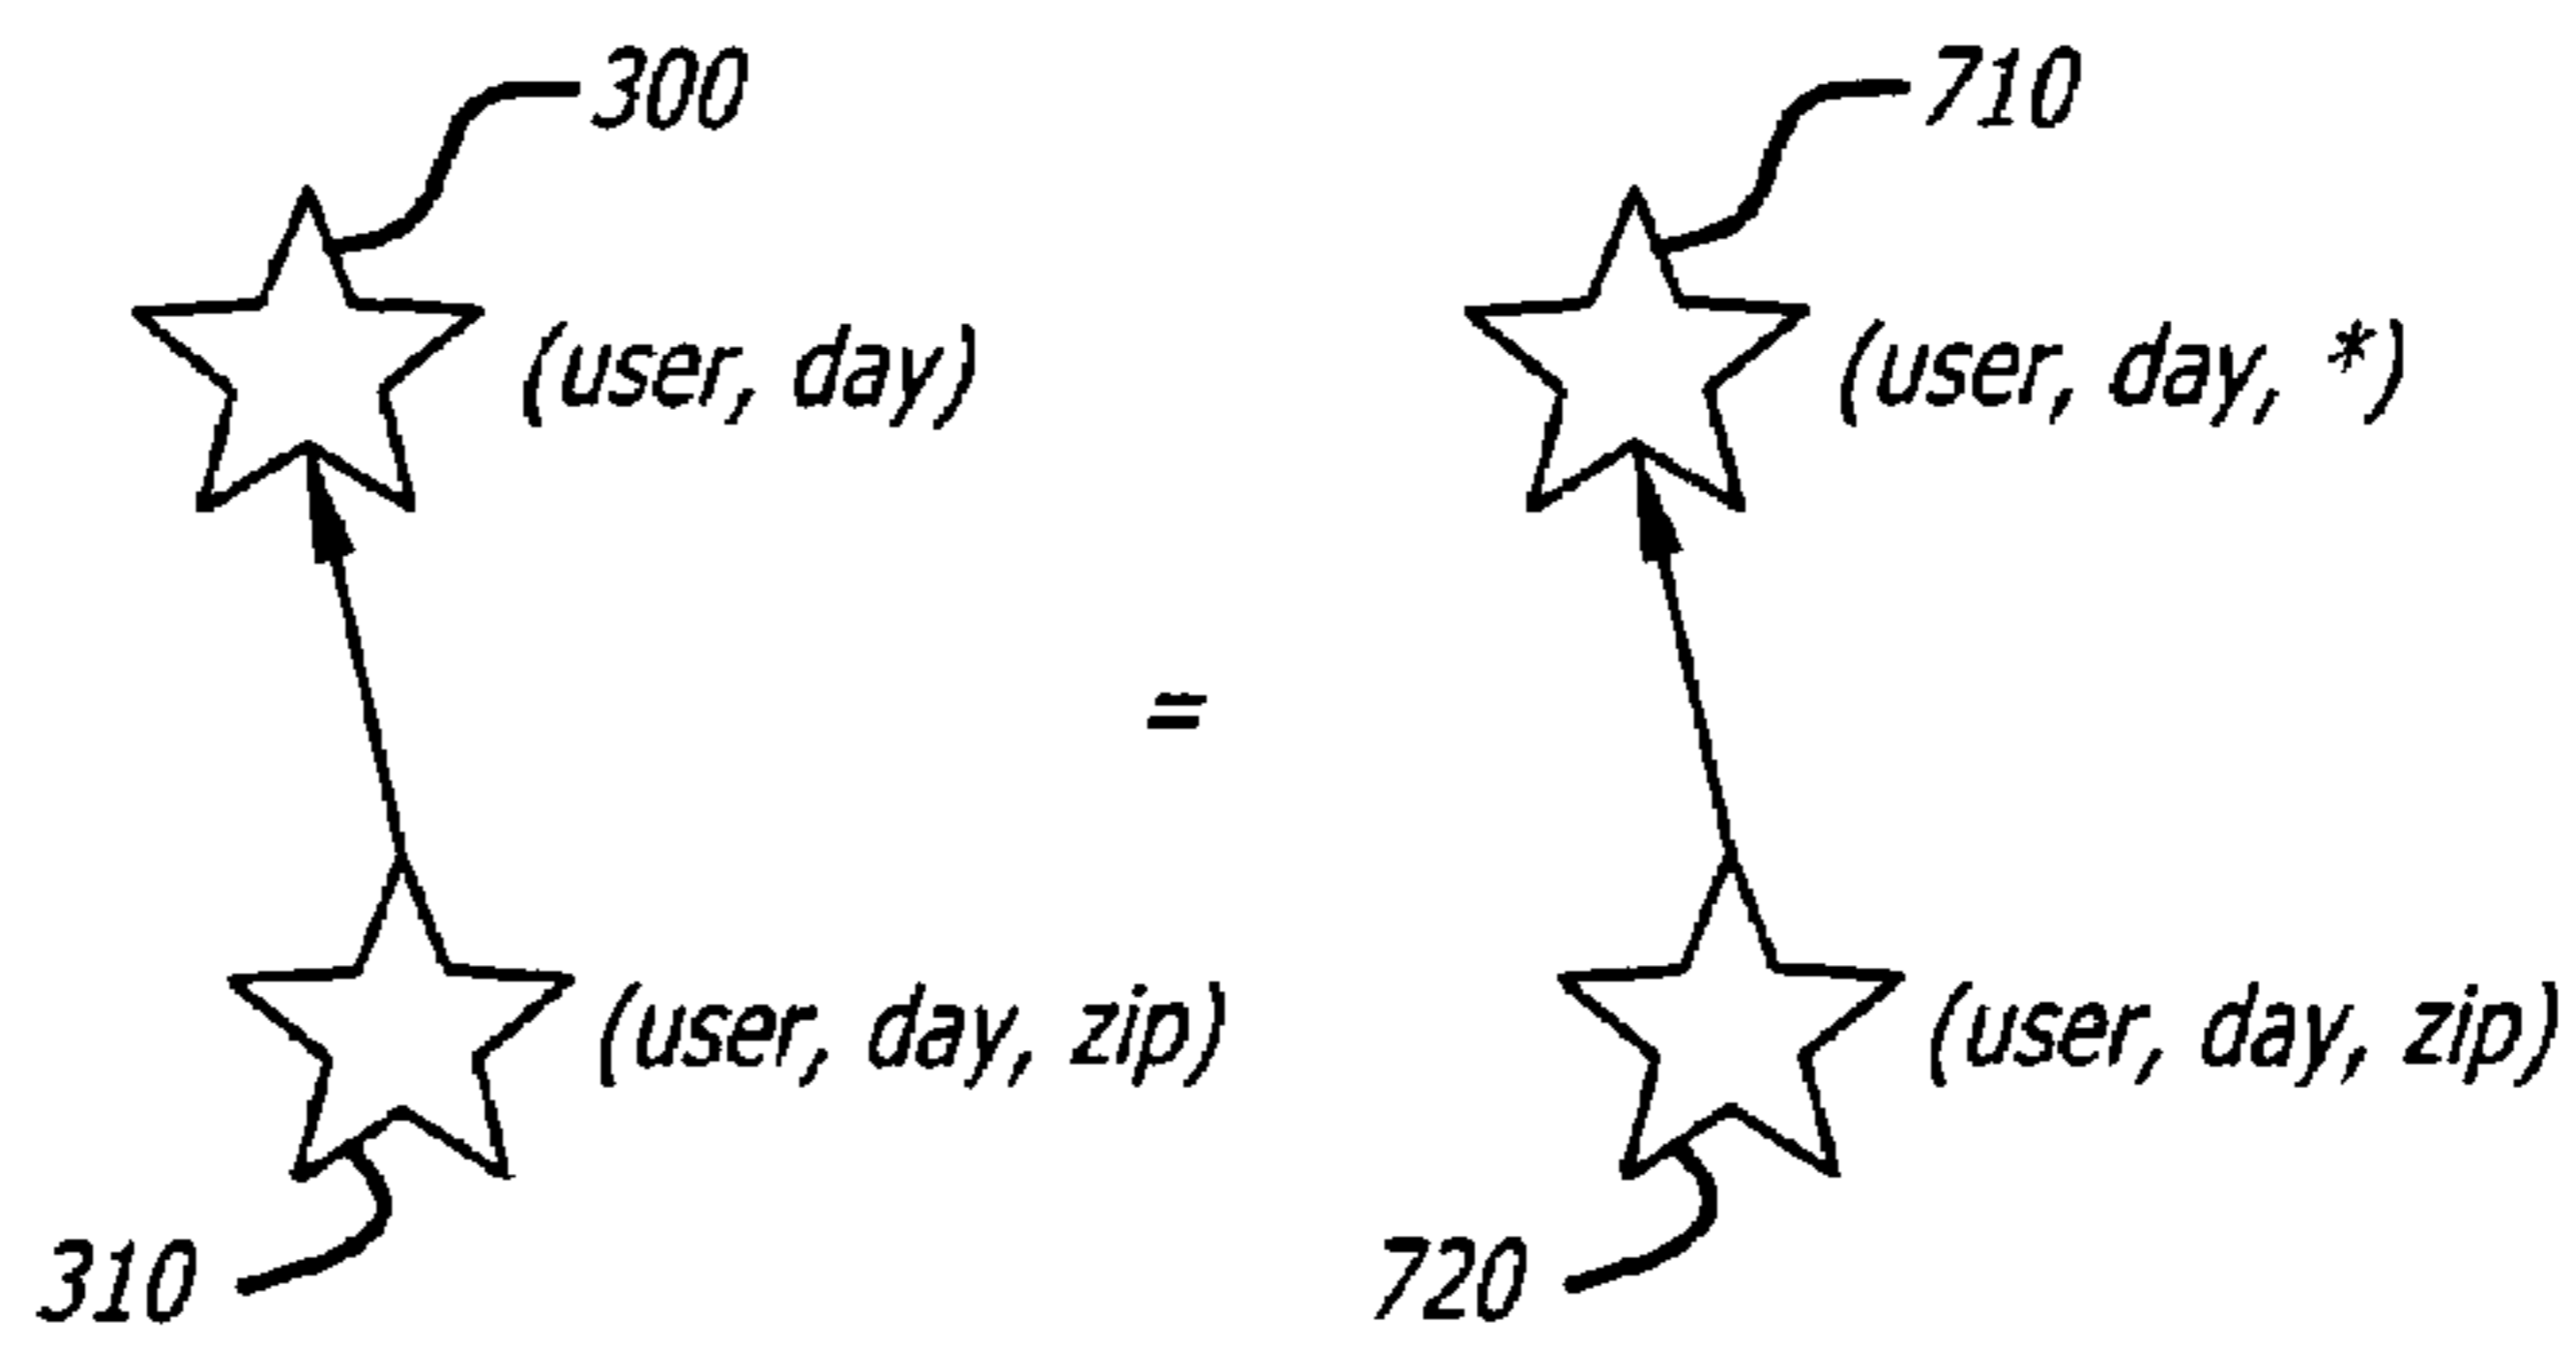 300 710
(user, day) (user, day, *)
=
(user, day, zip) (user, day, zip)
310 720